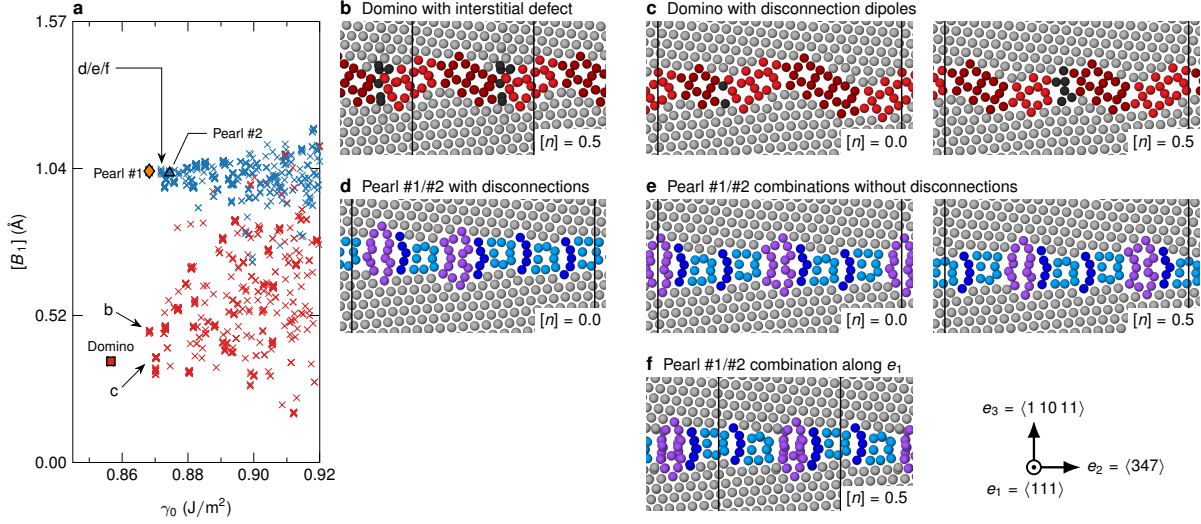 a
1.57
1.04
0.52
0.00
[B⋅₁] (Å)
0.86
0.88
0.90
0.92
γ₀ (J/m²)
d/e/f
Pearl #2
Pearl #1
b
Domino
c
b Domino with interstitial defect
[n] = 0.5
c Domino with disconnection dipoles
[n] = 0.0
[n] = 0.5
d Pearl #1/#2 with disconnections
[n] = 0.0
e Pearl #1/#2 combinations without disconnections
[n] = 0.0
[n] = 0.5
f Pearl #1/#2 combination along e₁
[n] = 0.5
e₃ = ⟨1 10 11⟩
e₂ = ⟨347⟩
e₁ = ⟨111⟩